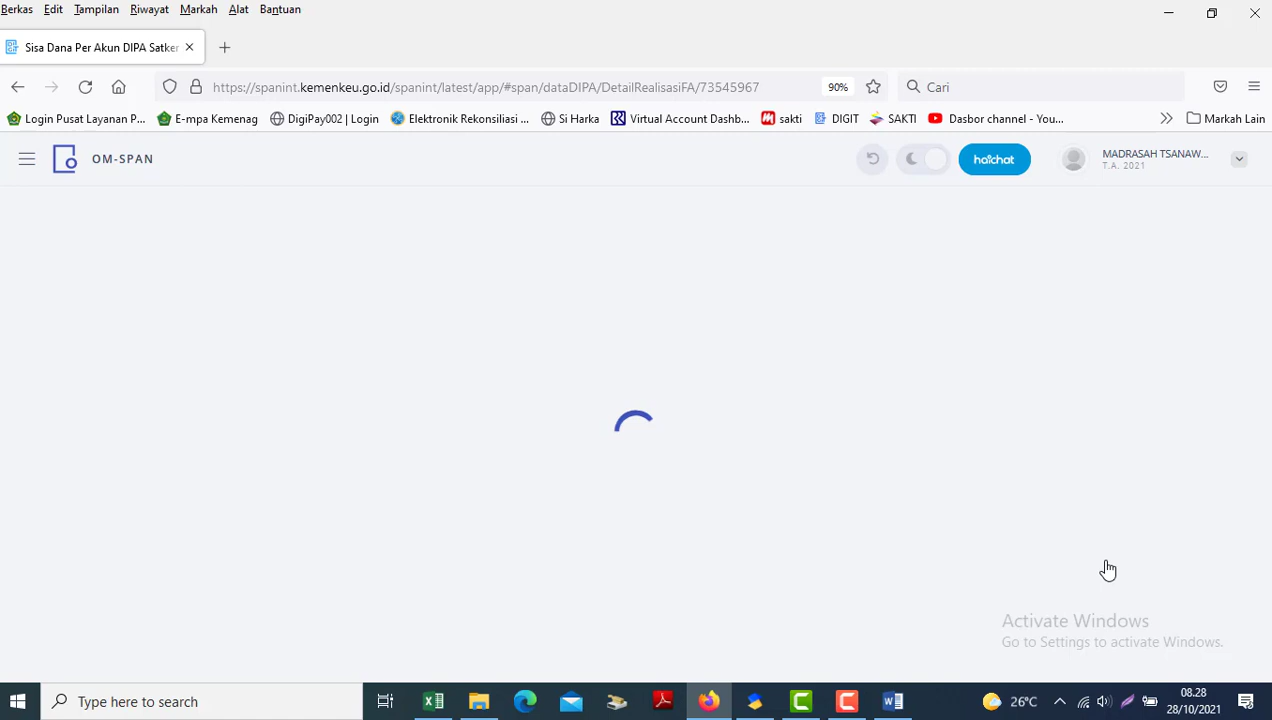 Berkas Edit Tampilan Riwayat Markah Alat Bantuan
Sisa Dana Per Akun DIPA Satker
https://spanint.kemenkeu.go.id/spanint/latest/app/#span/dataDIPA/DetailRealisasiFA/73545967 90% Cari
Login Pusat Layanan P... E-mpa Kemenag DigiPay002 | Login Elektronik Rekonsiliasi ... Si Harka Virtual Account Dashb... sakti DIGIT SAKTI Dasbor channel - You... Markah Lain
OM-SPAN haichat MADRASAH TSANAW...
T.A. 2021
Activate Windows
Go to Settings to activate Windows.
Type here to search 26°C 08.28
28/10/2021